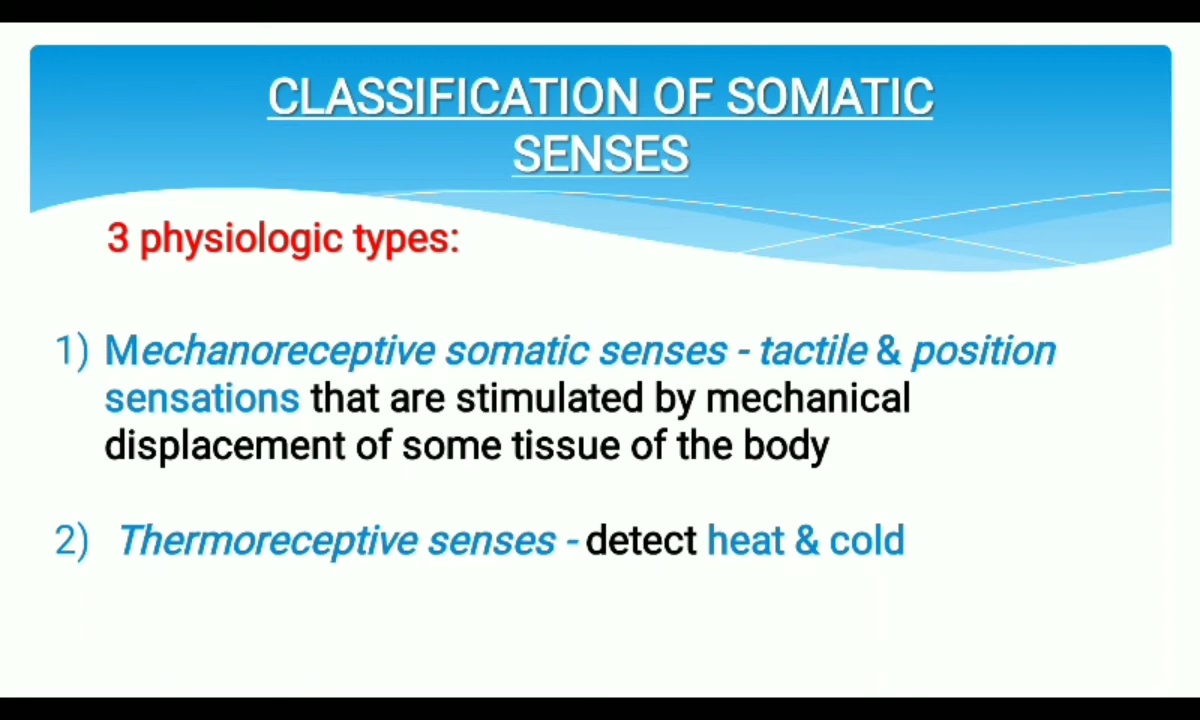 CLASSIFICATION OF SOMATIC
SENSES
3 physiologic types:
1) Mechanoreceptive somatic senses - tactile & position
sensations that are stimulated by mechanical
displacement of some tissue of the body
2) Thermoreceptive senses - detect heat & cold